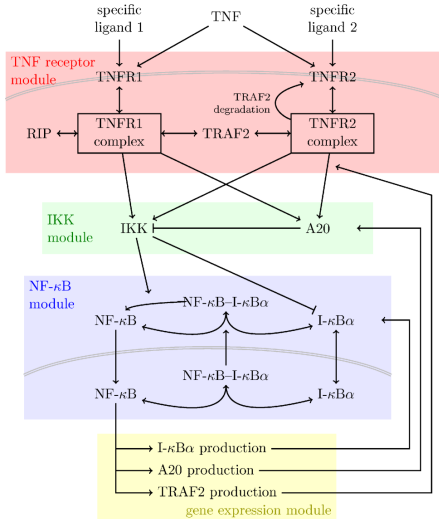 specific
ligand 1
TNF
specific
ligand 2
TNF receptor
module
TNFR1
TNFR2
TRAF2
degradation
RIP
TNFR1
complex
TRAF2
TNFR2
complex
IKK
module
IKK
A20
NF-κB
module
NF-κB–I-κBα
NF-κB
I-κBα
NF-κB–I-κBα
NF-κB
I-κBα
I-κBα production
A20 production
TRAF2 production
gene expression module